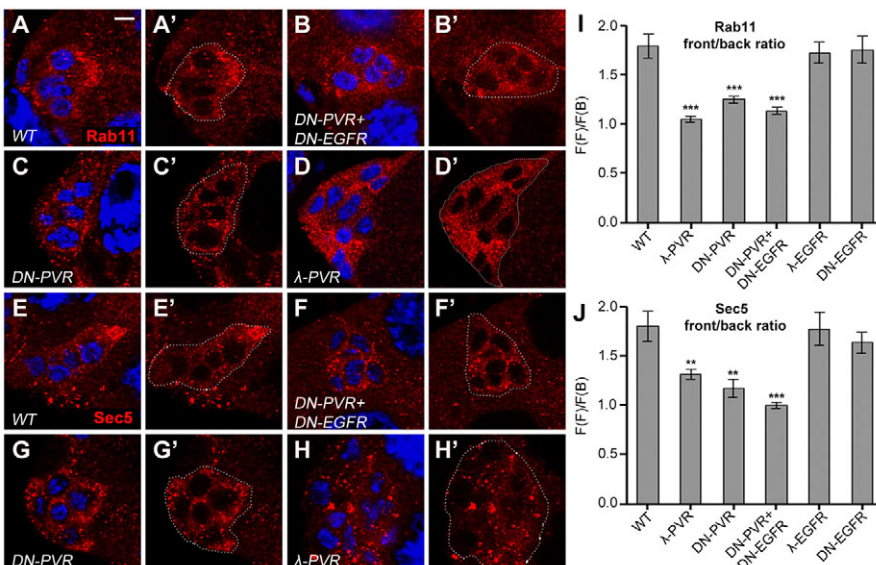 A
WT
Rab11
A'
B
DN-PVR+
DN-EGFR
B'
C
DN-PVR
C'
D
λ-PVR
D'
E
WT
Sec5
E'
F
DN-PVR+
DN-EGFR
F'
G
DN-PVR
G'
H
λ-PVR
H'
I
Rab11
front/back ratio
F(F)/F(B)
2.0
1.5
1.0
0.5
0.0
***
***
***
WT
λ-PVR
DN-PVR
DN-PVR+
DN-EGFR
λ-EGFR
DN-EGFR
J
Sec5
front/back ratio
F(F)/F(B)
2.0
1.5
1.0
0.5
0.0
**
**
***
WT
λ-PVR
DN-PVR
DN-PVR+
DN-EGFR
λ-EGFR
DN-EGFR